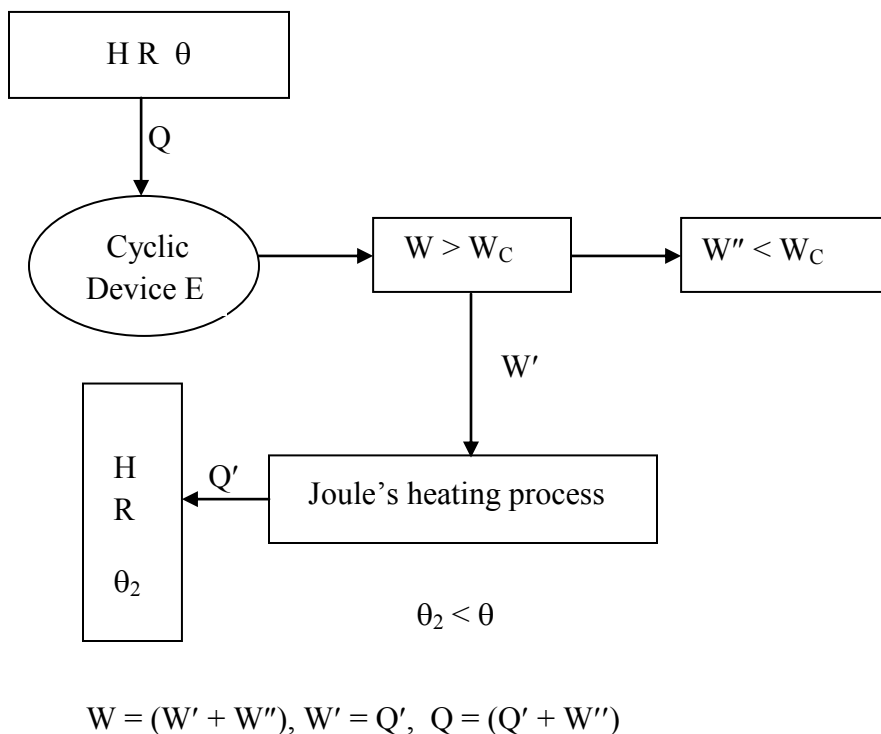 H R θ
Q
Cyclic
Device E
W > W_C
W″ < W_C
W′
H
R
θ₂
Q′
Joule’s heating process
θ₂ < θ
W = (W′ + W″), W′ = Q′, Q = (Q′ + W′′)